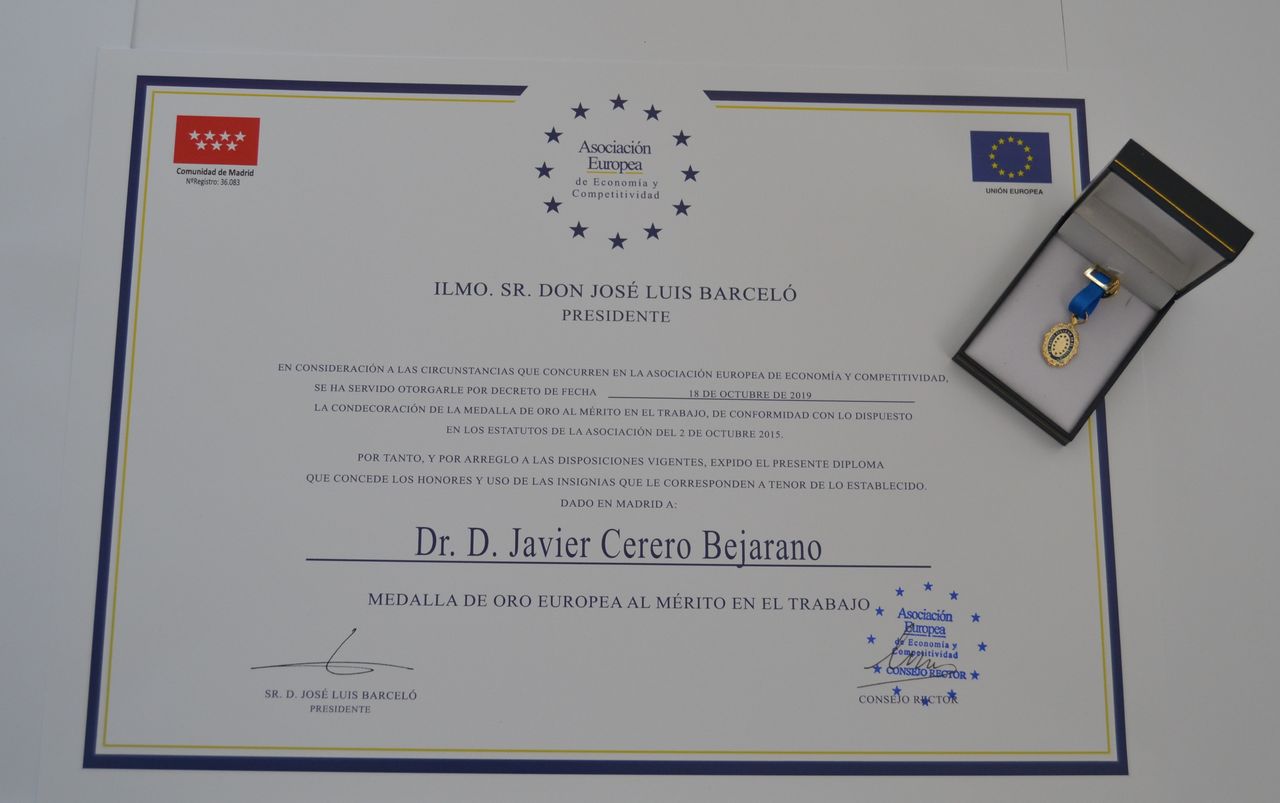 Comunidad de Madrid
NºRegistro: 36.083
Asociación
Europea
de Economía y
Competitividad
UNIÓN EUROPEA
ILMO. SR. DON JOSÉ LUIS BARCELÓ
PRESIDENTE
EN CONSIDERACIÓN A LAS CIRCUNSTANCIAS QUE CONCURREN EN LA ASOCIACIÓN EUROPEA DE ECONOMÍA Y COMPETITIVIDAD,
SE HA SERVIDO OTORGARLE POR DECRETO DE FECHA 18 DE OCTUBRE DE 2019
LA CONDECORACIÓN DE LA MEDALLA DE ORO AL MÉRITO EN EL TRABAJO, DE CONFORMIDAD CON LO DISPUESTO
EN LOS ESTATUTOS DE LA ASOCIACIÓN DEL 2 DE OCTUBRE 2015.
POR TANTO, Y POR ARREGLO A LAS DISPOSICIONES VIGENTES, EXPIDO EL PRESENTE DIPLOMA
QUE CONCEDE LOS HONORES Y USO DE LAS INSIGNIAS QUE LE CORRESPONDEN A TENOR DE LO ESTABLECIDO.
DADO EN MADRID A:
Dr. D. Javier Cerero Bejarano
MEDALLA DE ORO EUROPEA AL MÉRITO EN EL TRABAJO
Asociación
Europea
de Economía y
Competitividad
CONSEJO RECTOR
SR. D. JOSÉ LUIS BARCELÓ
PRESIDENTE
CONSEJO RECTOR